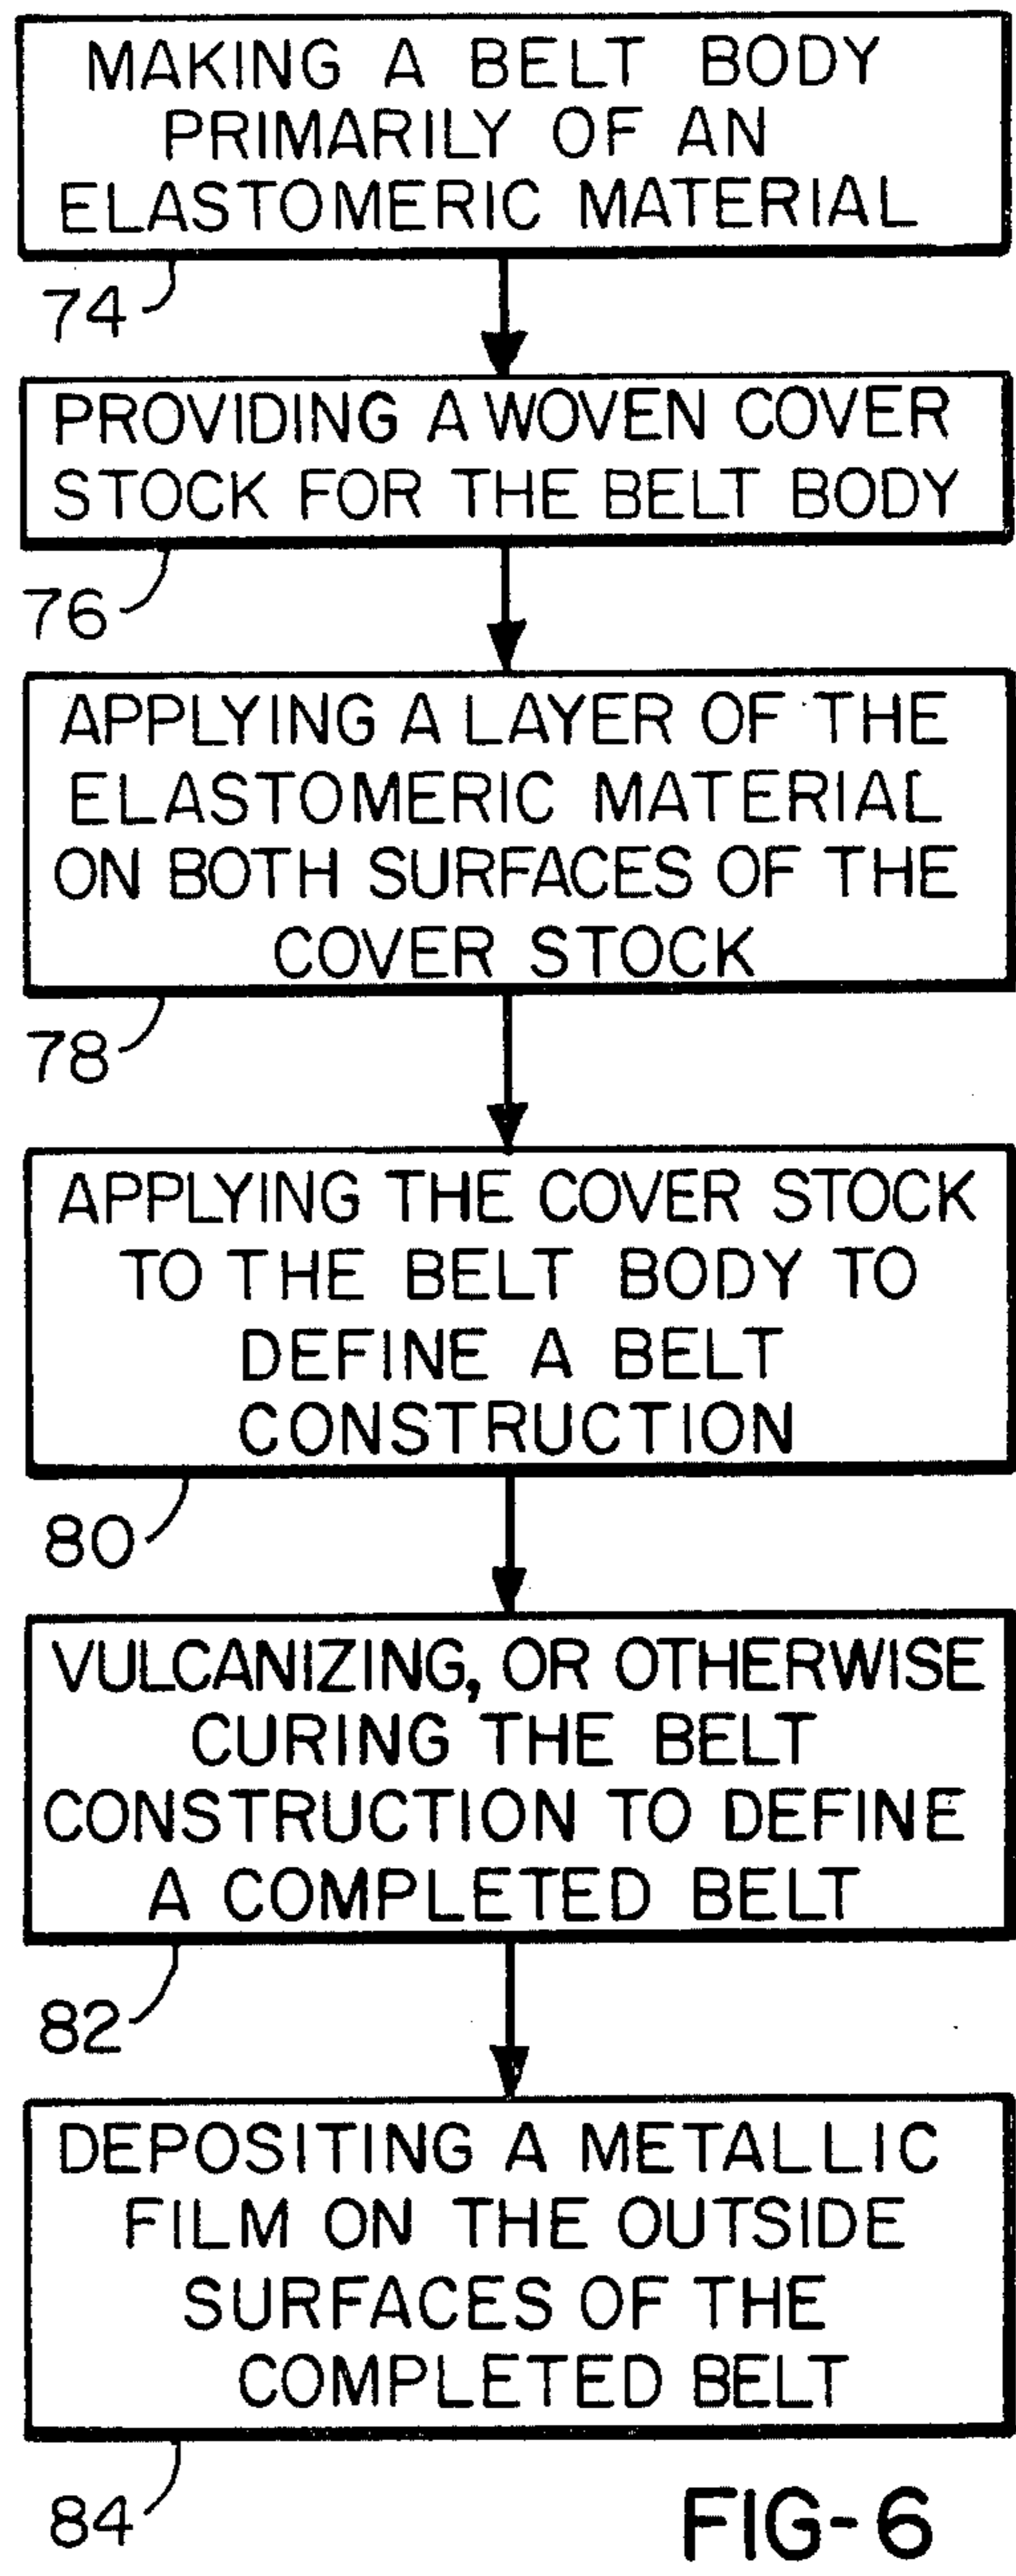 MAKING A BELT BODY
PRIMARILY OF AN
ELASTOMERIC MATERIAL
74
PROVIDING A WOVEN COVER
STOCK FOR THE BELT BODY
76
APPLYING A LAYER OF THE
ELASTOMERIC MATERIAL
ON BOTH SURFACES OF THE
COVER STOCK
78
APPLYING THE COVER STOCK
TO THE BELT BODY TO
DEFINE A BELT
CONSTRUCTION
80
VULCANIZING, OR OTHERWISE
CURING THE BELT
CONSTRUCTION TO DEFINE
A COMPLETED BELT
82
DEPOSITING A METALLIC
FILM ON THE OUTSIDE
SURFACES OF THE
COMPLETED BELT
84
FIG-6